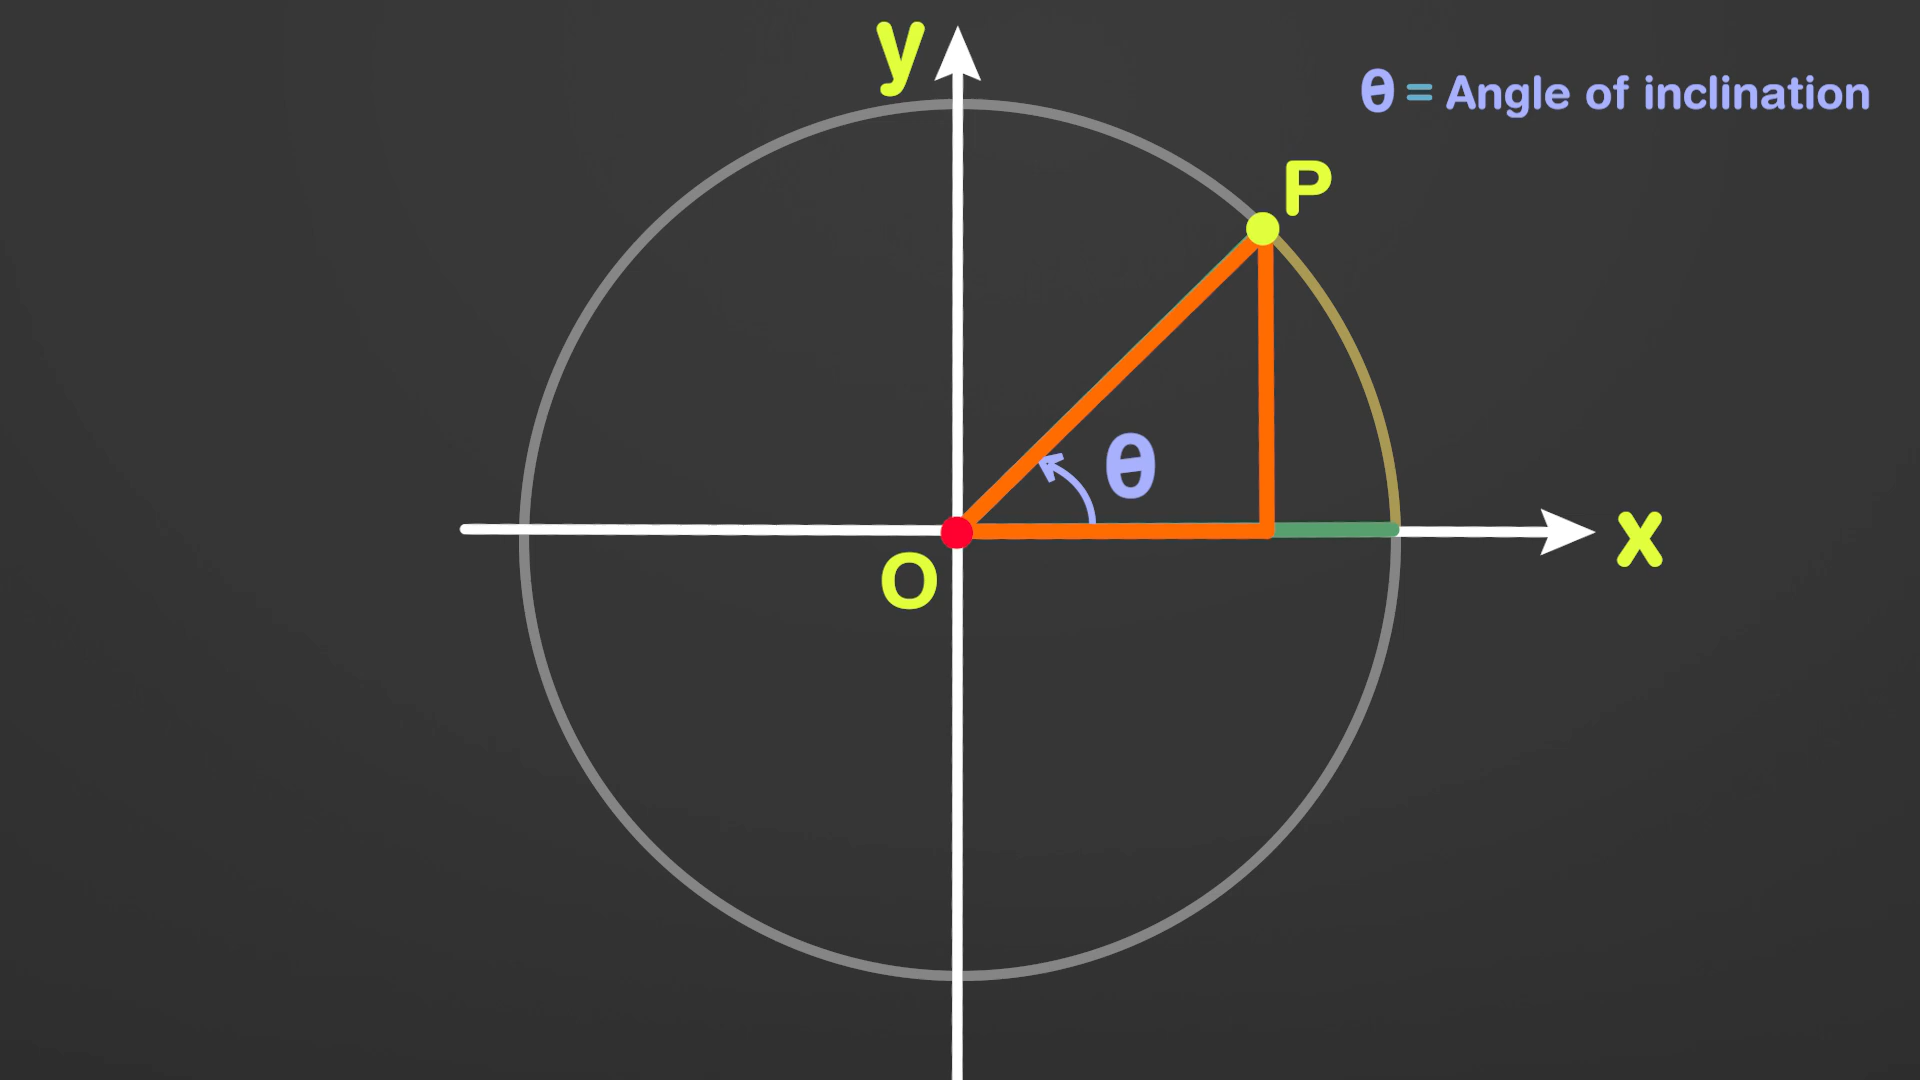 y
θ = Angle of inclination
P
θ
x
O